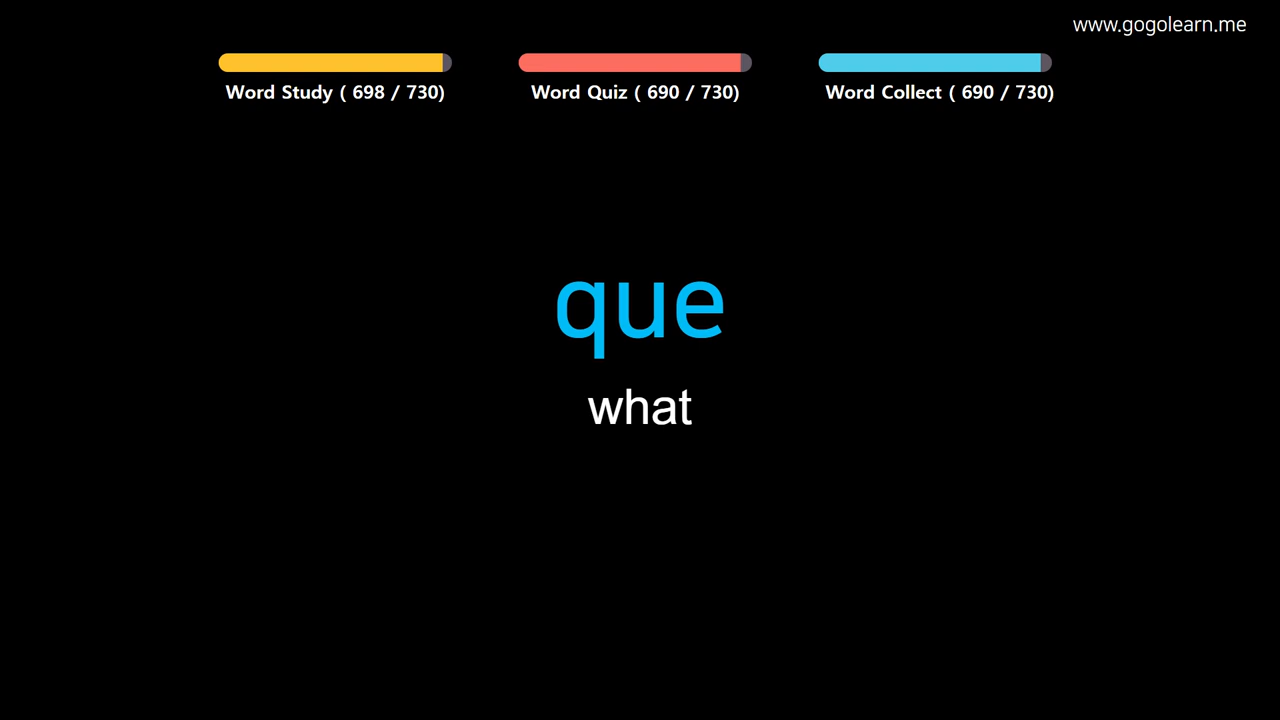 www.gogolearn.me
Word Study ( 698 / 730)
Word Quiz ( 690 / 730)
Word Collect ( 690 / 730)
que
what